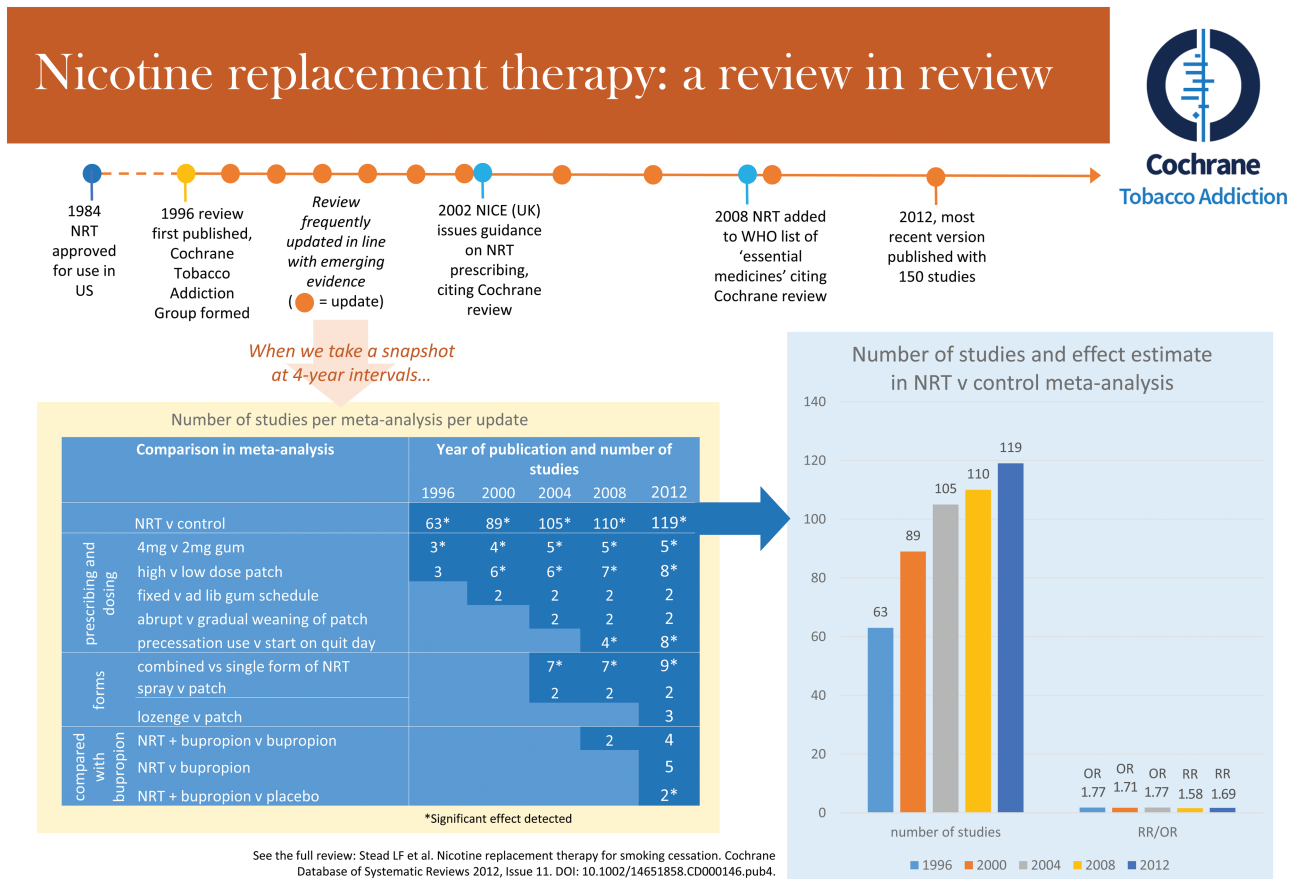 Nicotine replacement therapy: a review in review
Cochrane
Tobacco Addiction
1984
NRT
approved
for use in
US
1996 review
first published,
Cochrane
Tobacco
Addiction
Group formed
Review
frequently
updated in line
with emerging
evidence
( = update)
2002 NICE (UK)
issues guidance
on NRT
prescribing,
citing Cochrane
review
2008 NRT added
to WHO list of
‘essential
medicines’ citing
Cochrane review
2012, most
recent version
published with
150 studies
When we take a snapshot
at 4-year intervals…
Number of studies per meta-analysis per update
Comparison in meta-analysis
Year of publication and number of
studies
1996 2000 2004 2008 2012
NRT v control 63* 89* 105* 110* 119*
prescribing and
dosing
4mg v 2mg gum 3* 4* 5* 5* 5*
high v low dose patch 3 6* 6* 7* 8*
fixed v ad lib gum schedule 2 2 2 2
abrupt v gradual weaning of patch 2 2 2
precessation use v start on quit day 4* 8*
forms
combined vs single form of NRT 7* 7* 9*
spray v patch 2 2 2
lozenge v patch 3
compared
with
bupropion
NRT + bupropion v bupropion 2 4
NRT v bupropion 5
NRT + bupropion v placebo 2*
*Significant effect detected
Number of studies and effect estimate
in NRT v control meta-analysis
140
120
100
80
60
40
20
0
63
89
105
110
119
OR
1.77
OR
1.71
OR
1.77
RR
1.58
RR
1.69
number of studies
RR/OR
1996 2000 2004 2008 2012
See the full review: Stead LF et al. Nicotine replacement therapy for smoking cessation. Cochrane
Database of Systematic Reviews 2012, Issue 11. DOI: 10.1002/14651858.CD000146.pub4.